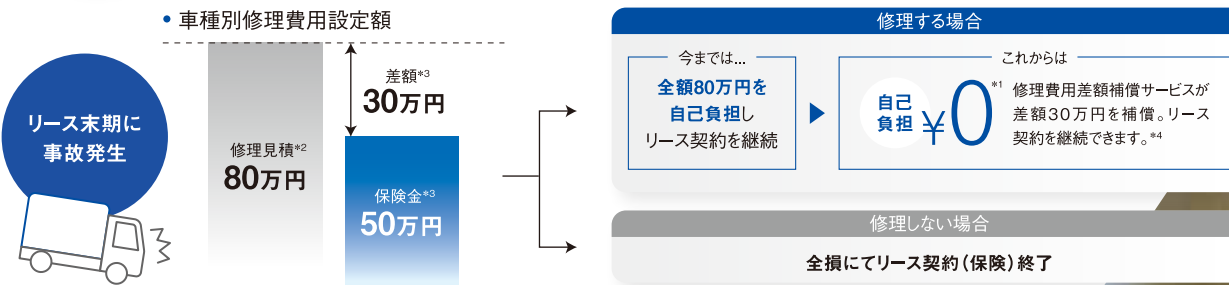 • 車種別修理費用設定額
リース末期に
事故発生
修理見積*2
80万円
差額*3
30万円
保険金*3
50万円
修理する場合
今までは...
全額80万円を
自己負担し
リース契約を継続
これからは
自己
負担
¥0*1
修理費用差額補償サービスが
差額30万円を補償。リース
契約を継続できます。*4
修理しない場合
全損にてリース契約(保険)終了